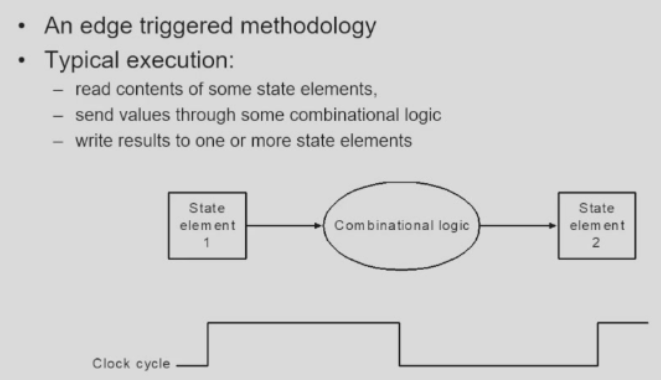 • An edge triggered methodology
• Typical execution:
– read contents of some state elements,
– send values through some combinational logic
– write results to one or more state elements
State
element
1
Combinational logic
State
element
2
Clock cycle